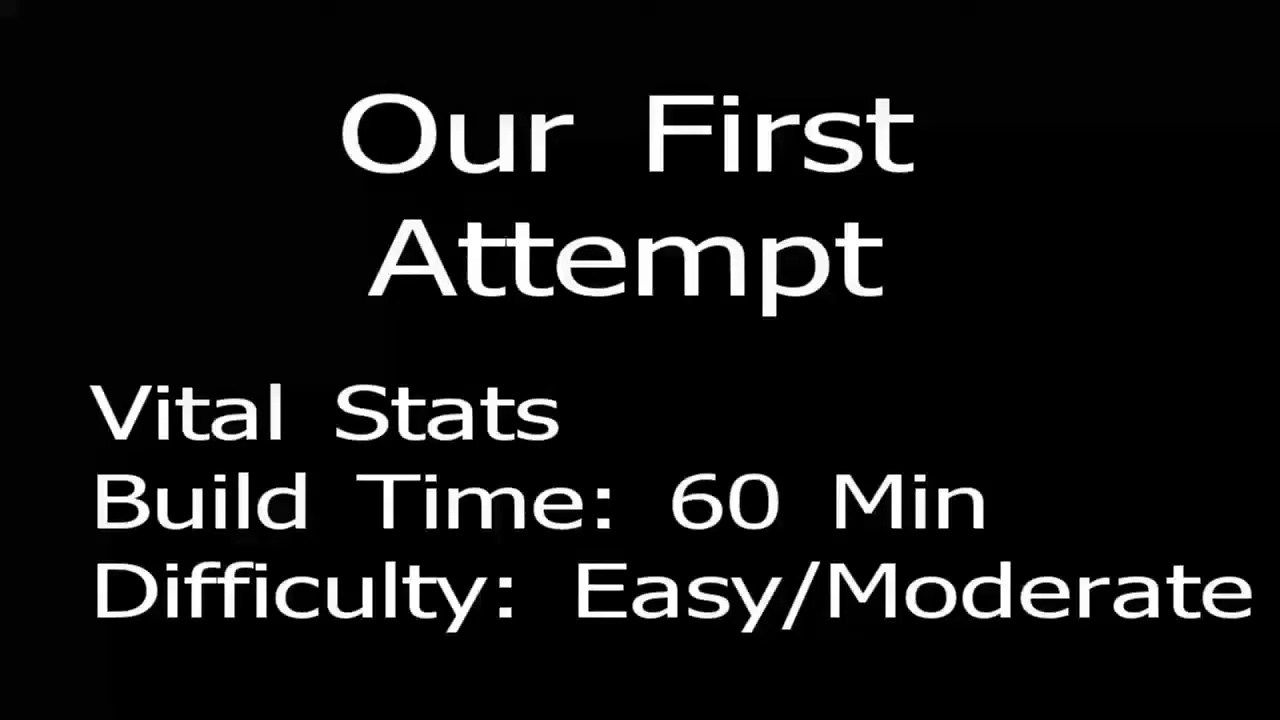 Our First
Attempt
Vital Stats
Build Time: 60 Min
Difficulty: Easy/Moderate